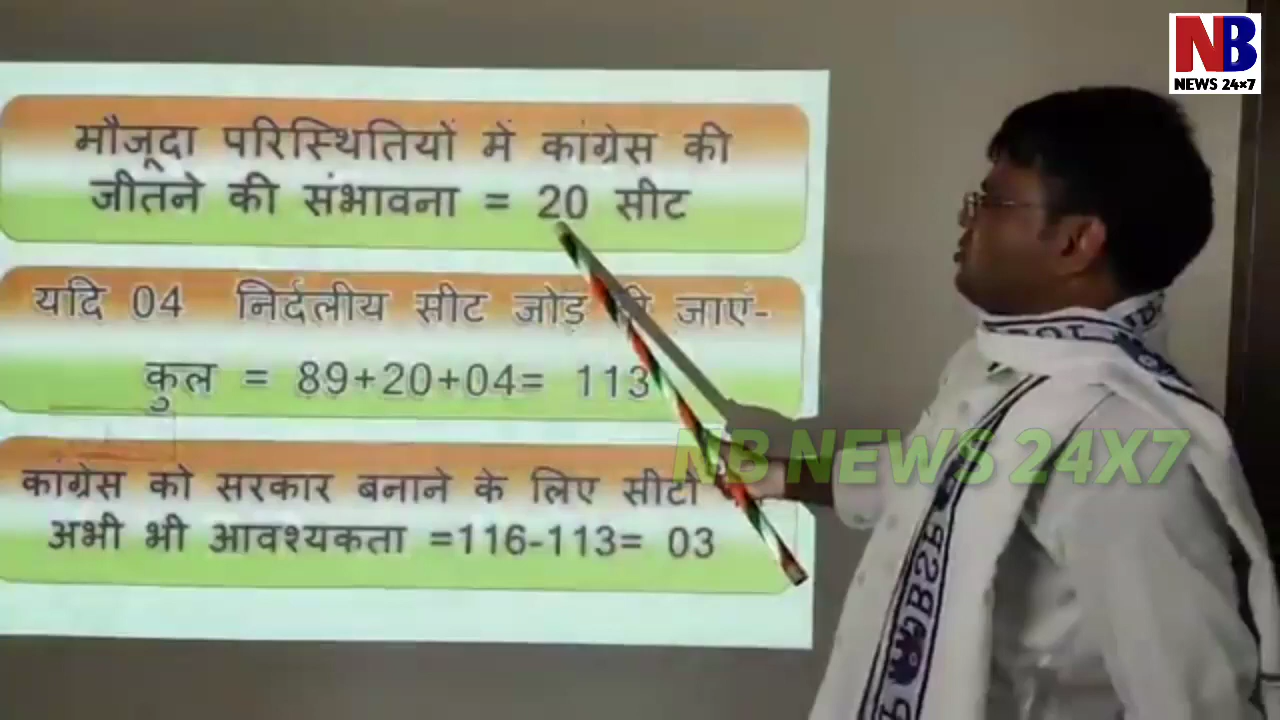 NB
NEWS 24×7
मौजूदा परिस्थितियों में कांग्रेस की
जीतने की संभावना = 20 सीट
यदि 04 निर्दलीय सीट जोड़ जाएं-
कुल = 89+20+04= 113
कांग्रेस को सरकार बनाने के लिए सीटों
अभी भी आवश्यकता =116-113= 03
NB NEWS 24X7
BSP